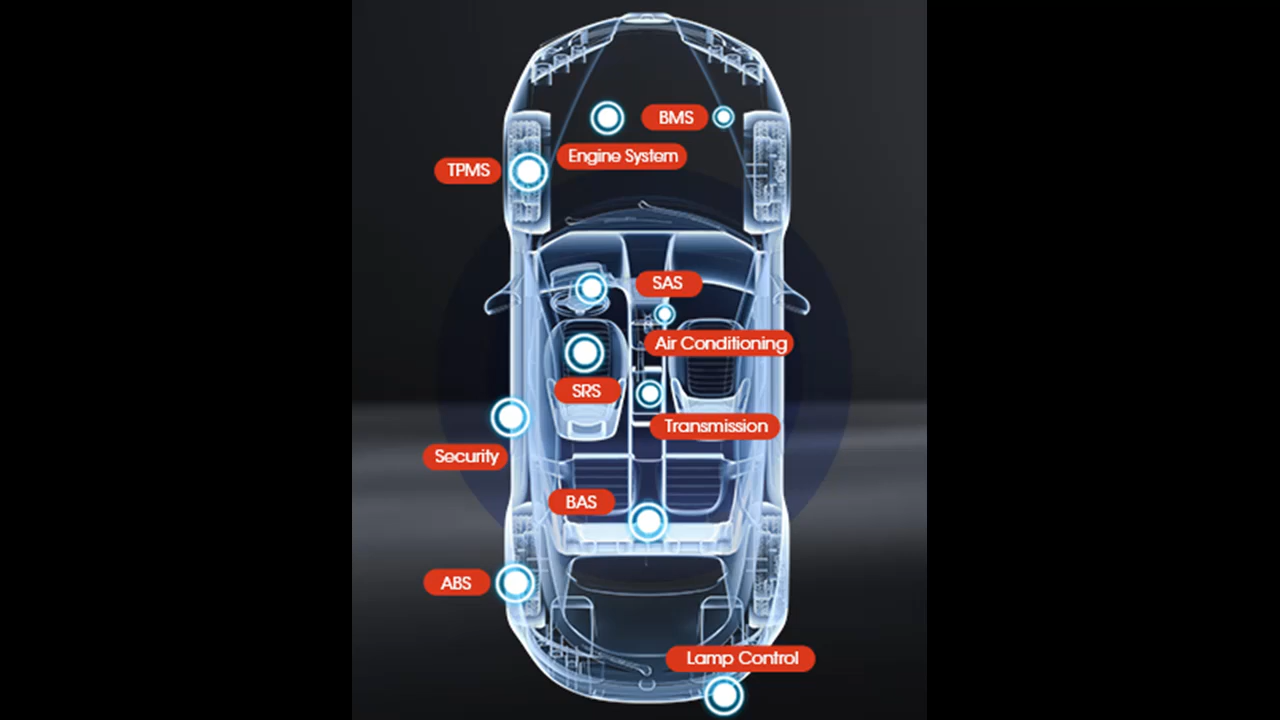 BMS
Engine System
TPMS
SAS
Air Conditioning
SRS
Transmission
Security
BAS
ABS
Lamp Control